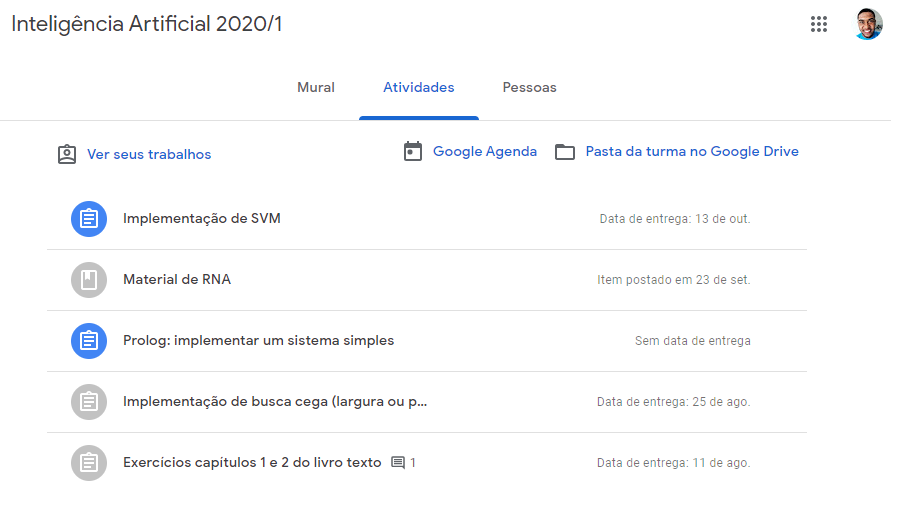 Inteligência Artificial 2020/1
Mural
Atividades
Pessoas
Ver seus trabalhos
Google Agenda
Pasta da turma no Google Drive
Implementação de SVM
Data de entrega: 13 de out.
Material de RNA
Item postado em 23 de set.
Prolog: implementar um sistema simples
Sem data de entrega
Implementação de busca cega (largura ou p...
Data de entrega: 25 de ago.
Exercícios capítulos 1 e 2 do livro texto 1
Data de entrega: 11 de ago.